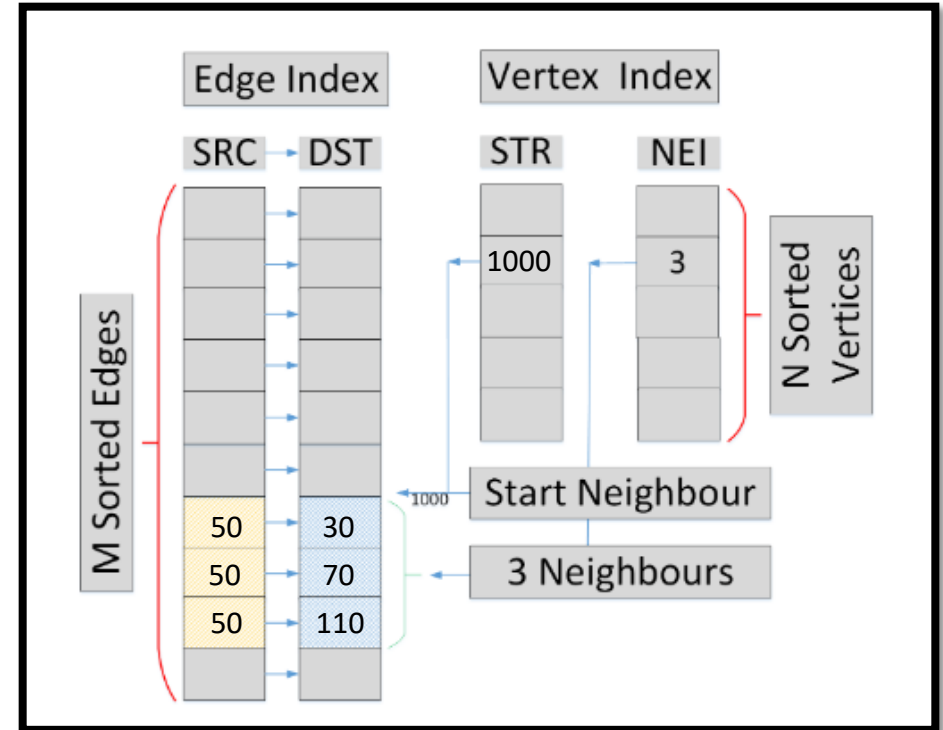 Edge Index
Vertex Index
SRC
DST
STR
NEI
1000
3
M Sorted Edges
N Sorted
Vertices
1000
Start Neighbour
50
30
50
70
3 Neighbours
50
110